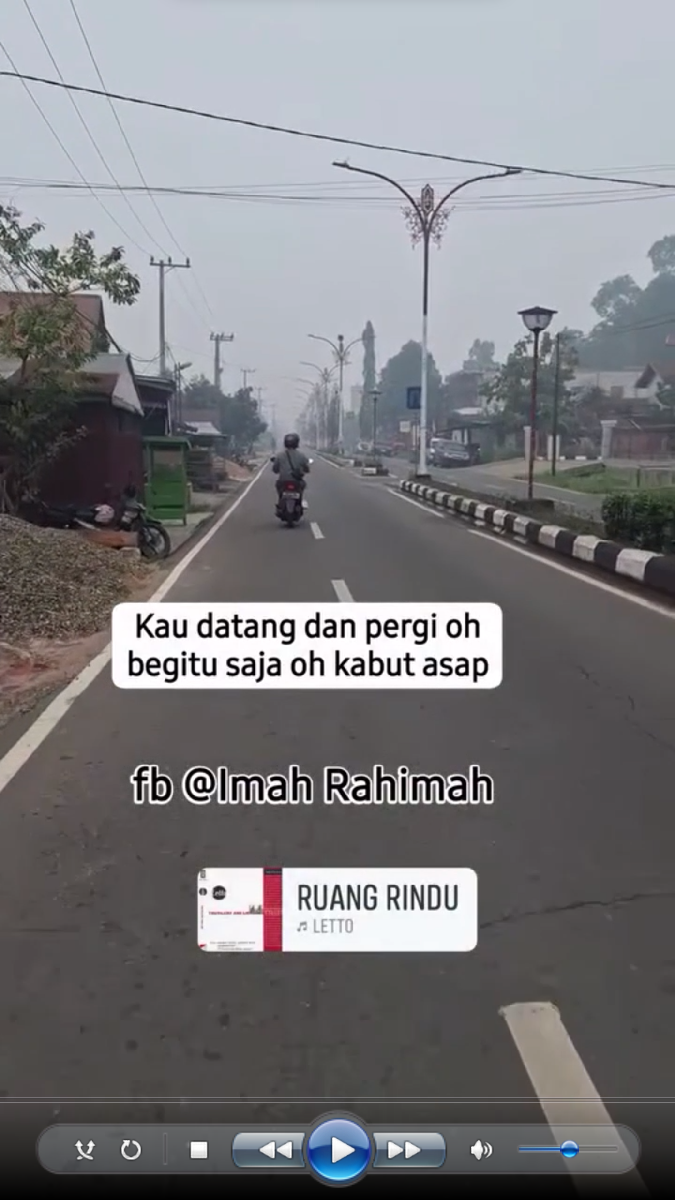 Kau datang dan pergi oh
begitu saja oh kabut asap
fb @Imah Rahimah
RUANG RINDU
LETTO